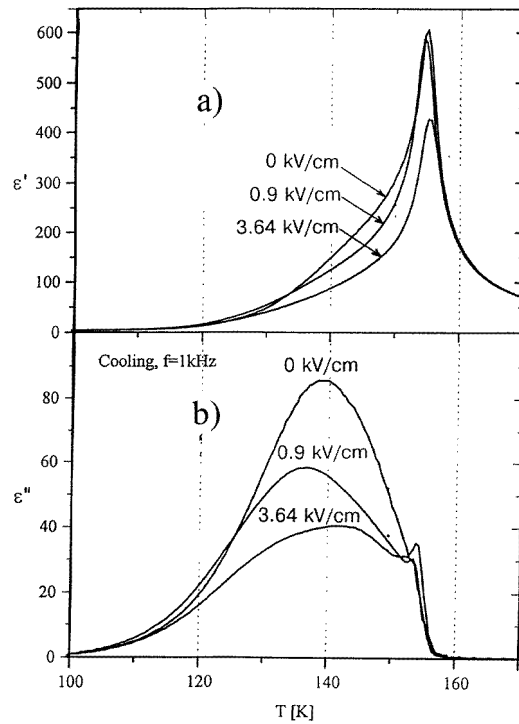 600
a)
500
400
0 kV/cm
ε'
300
0.9 kV/cm
200
3.64 kV/cm
100
0
Cooling, f=1kHz
0 kV/cm
80
b)
60
0.9 kV/cm
ε"
40
3.64 kV/cm
20
0
100 120 140 160
T [K]